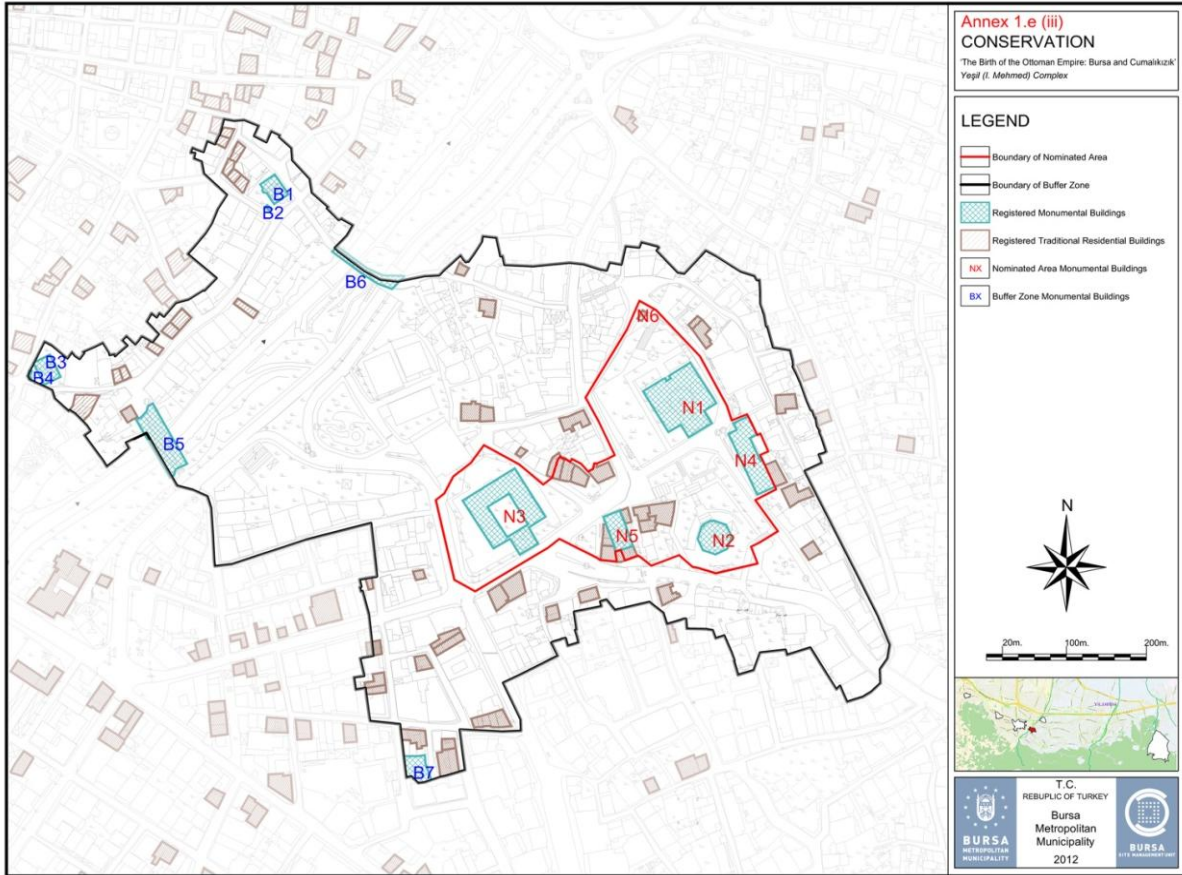 B1
B2
B6
B3
B4
B5
B7
N6
N1
N4
N3
N5
N2
Annex 1.e (iii)
CONSERVATION
'The Birth of the Ottoman Empire: Bursa and Cumalıkızık'
Yeşil (I. Mehmed) Complex
LEGEND
Boundary of Nominated Area
Boundary of Buffer Zone
Registered Monumental Buildings
Registered Traditional Residential Buildings
NX Nominated Area Monumental Buildings
BX Buffer Zone Monumental Buildings
N
20m. 100m. 200m.
BURSA
METROPOLITAN
MUNICIPALITY
T.C.
REBUPLIC OF TURKEY
Bursa
Metropolitan
Municipality
2012
BURSA
SITE MANAGEMENT UNIT